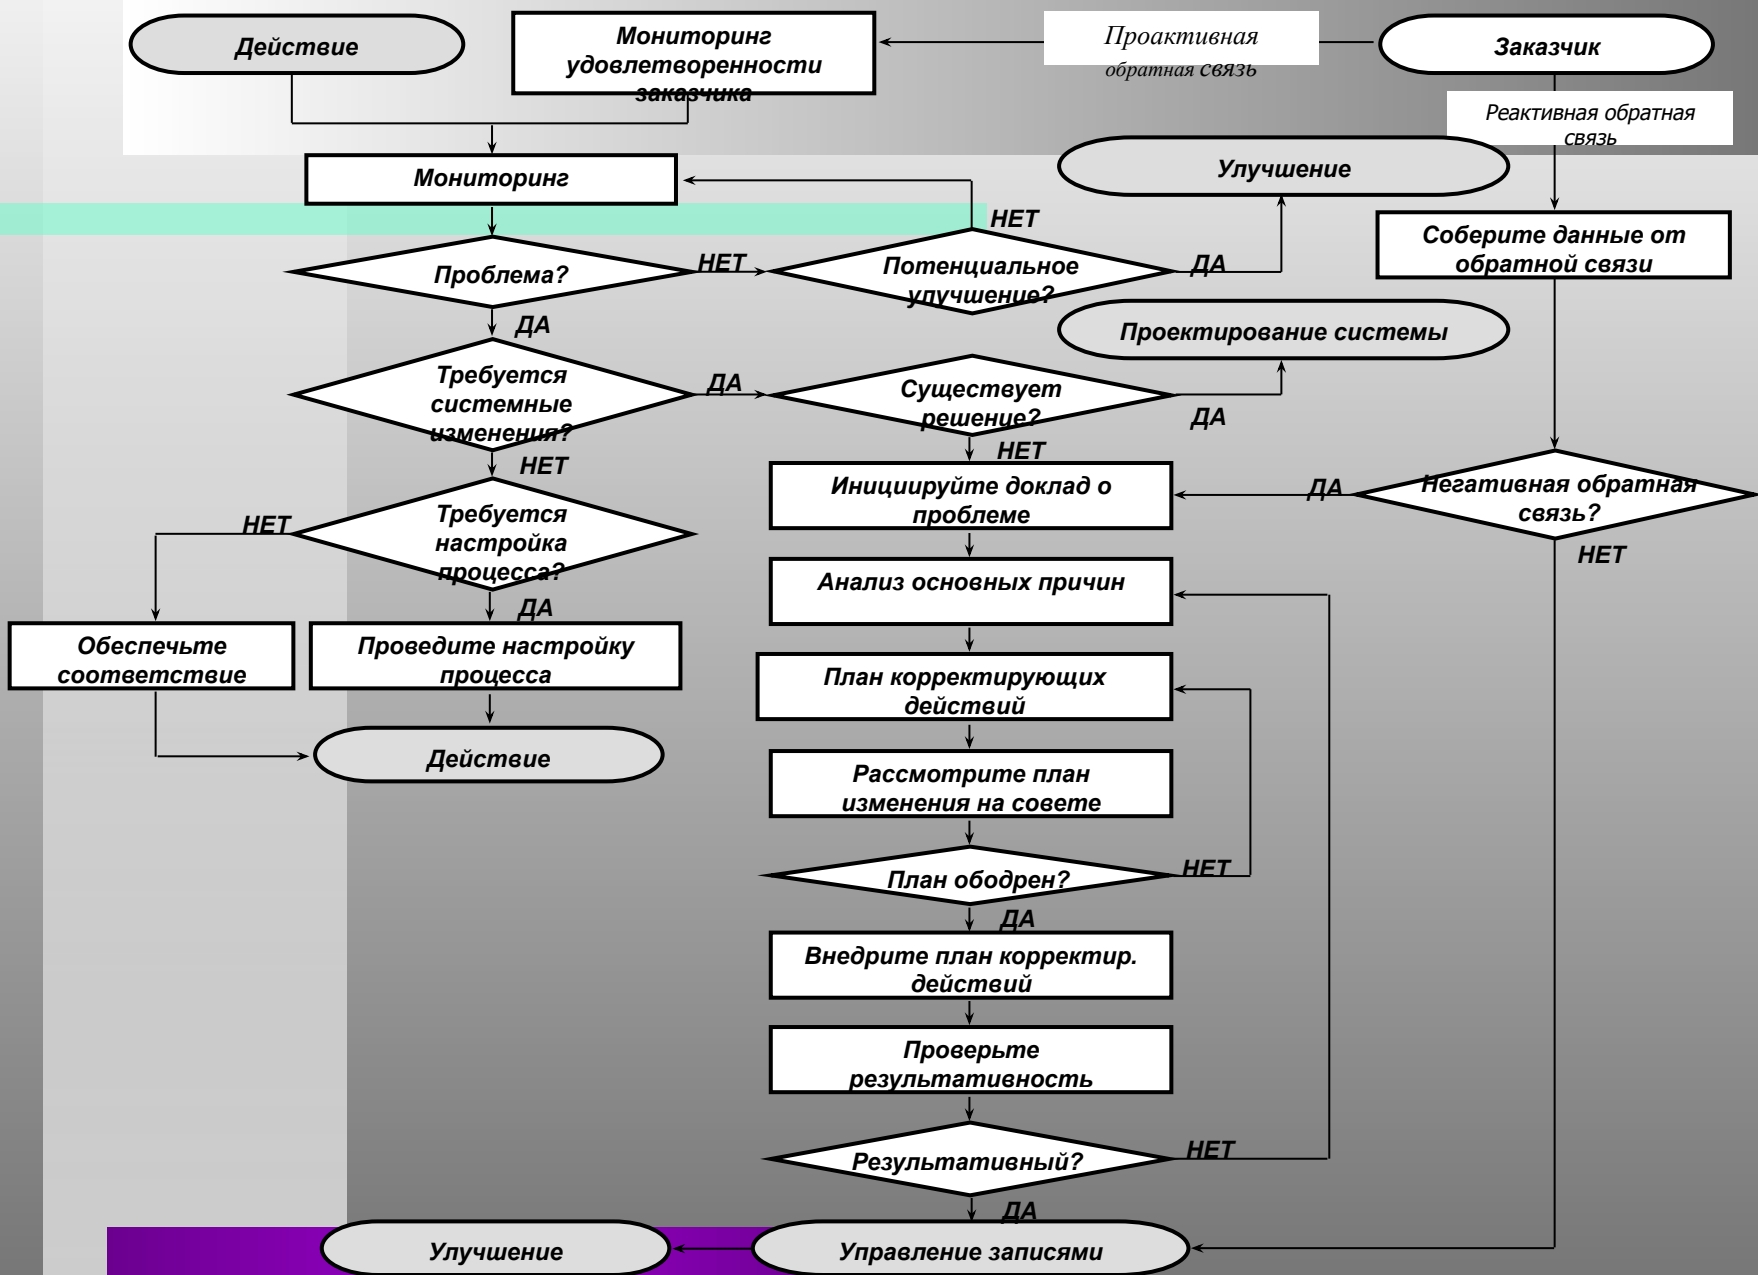 Действие
Мониторинг
удовлетворенности
заказчика
Проактивная
обратная связь
Заказчик
Реактивная обратная
связь
Мониторинг
Улучшение
НЕТ
Соберите данные от
обратной связи
Проблема?
НЕТ
Потенциальное
улучшение?
ДА
ДА
Проектирование системы
Требуется
системные
изменения?
ДА
Существует
решение?
ДА
НЕТ
НЕТ
Инициируйте доклад о
проблеме
ДА
Негативная обратная
связь?
НЕТ
Требуется
настройка
процесса?
НЕТ
Анализ основных причин
ДА
Обеспечьте
соответствие
Проведите настройку
процесса
План корректирующих
действий
Действие
Рассмотрите план
изменения на совете
План ободрен?
НЕТ
ДА
Внедрите план корректир.
действий
Проверьте
результативность
Результативный?
НЕТ
ДА
Улучшение
Управление записями